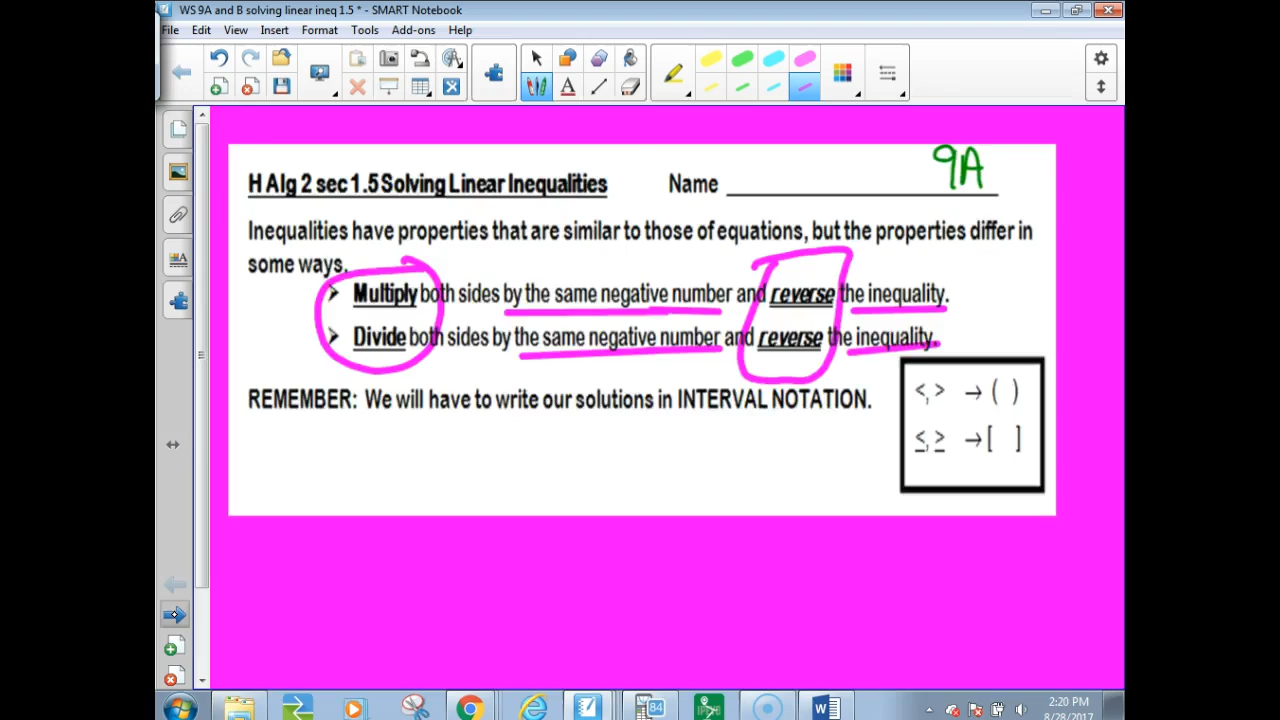 WS 9A and B solving linear ineq 1.5 * - SMART Notebook
File Edit View Insert Format Tools Add-ons Help
9A
H Alg 2 sec 1.5 Solving Linear Inequalities Name
Inequalities have properties that are similar to those of equations, but the properties differ in
some ways.
➢ Multiply both sides by the same negative number and reverse the inequality.
➢ Divide both sides by the same negative number and reverse the inequality.
<,> → ( )
REMEMBER: We will have to write our solutions in INTERVAL NOTATION.
≤,≥ → [ ]
84
2:20 PM
8/28/2017